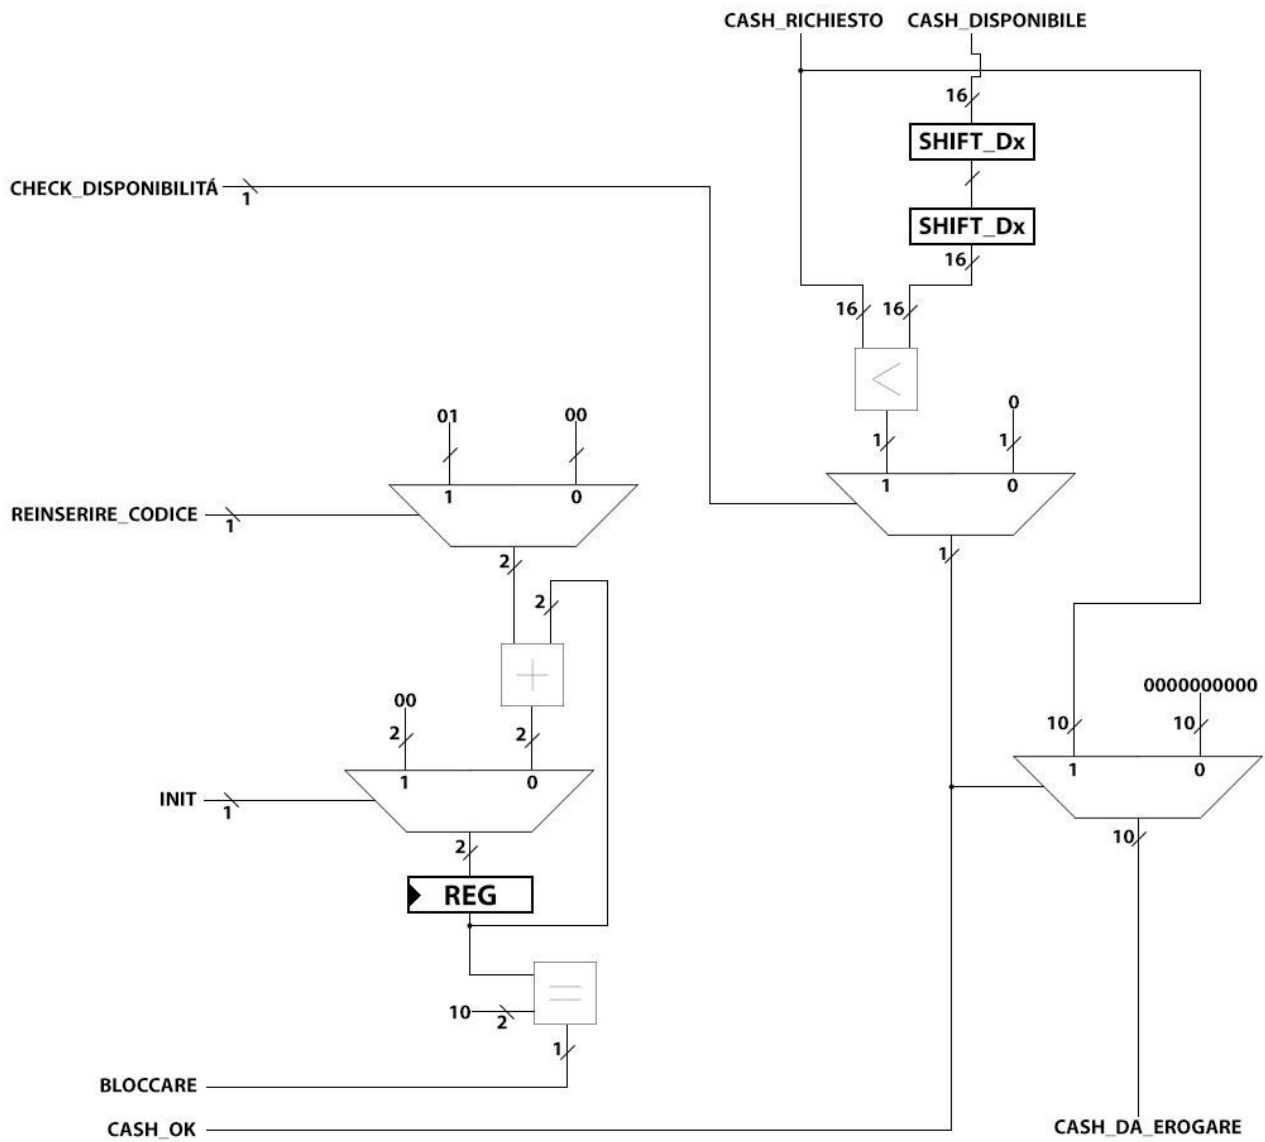 CASH_RICHIESTO CASH_DISPONIBILE
16
SHIFT_Dx
CHECK_DISPONIBILITÁ 1
SHIFT_Dx
16
16 16
<
0
01 00
1 1
1 0
1 0
REINSERIRE_CODICE 1
2 1
2
+
00
0000000000
2 2
10 10
1 0
1 0
INIT 1
2
10
REG
=
10 2
1
BLOCCARE
CASH_OK
CASH_DA_EROGARE